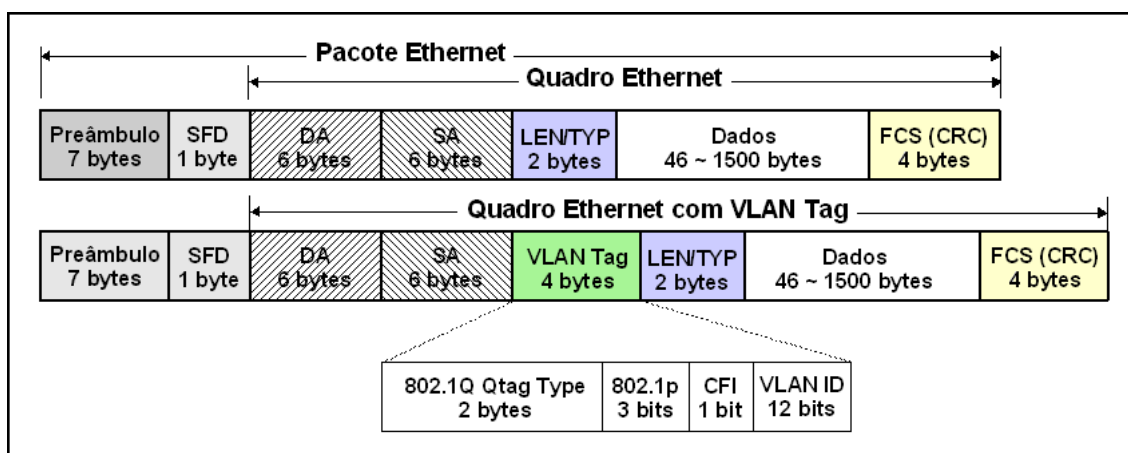 Pacote Ethernet
Quadro Ethernet
Preâmbulo SFD DA SA LEN/TYP Dados FCS (CRC)
7 bytes 1 byte 6 bytes 6 bytes 2 bytes 46 ~ 1500 bytes 4 bytes
Quadro Ethernet com VLAN Tag
Preâmbulo SFD DA SA VLAN Tag LEN/TYP Dados FCS (CRC)
7 bytes 1 byte 6 bytes 6 bytes 4 bytes 2 bytes 46 ~ 1500 bytes 4 bytes
802.1Q Qtag Type 802.1p CFI VLAN ID
2 bytes 3 bits 1 bit 12 bits